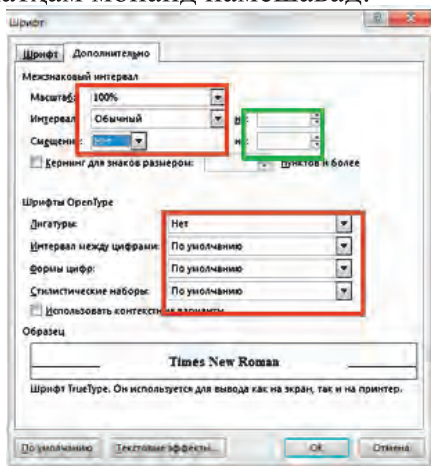 монанд намешавад.
Шрифт
Шрифт Дополнительно
Межзнаковый интервал
Масштаб: 100%
Интервал: Обычный на:
Смещение: Нет на:
Кернинг для знаков размером: пунктов и более
Шрифты OpenType
Лигатуры: Нет
Интервал между цифрами: По умолчанию
Формы цифр: По умолчанию
Стилистические наборы: По умолчанию
Использовать контекстные варианты
Образец
Times New Roman
Шрифт TrueType. Он используется для вывода как на экран, так и на принтер.
По умолчанию Текстовые эффекты... ОК Отмена